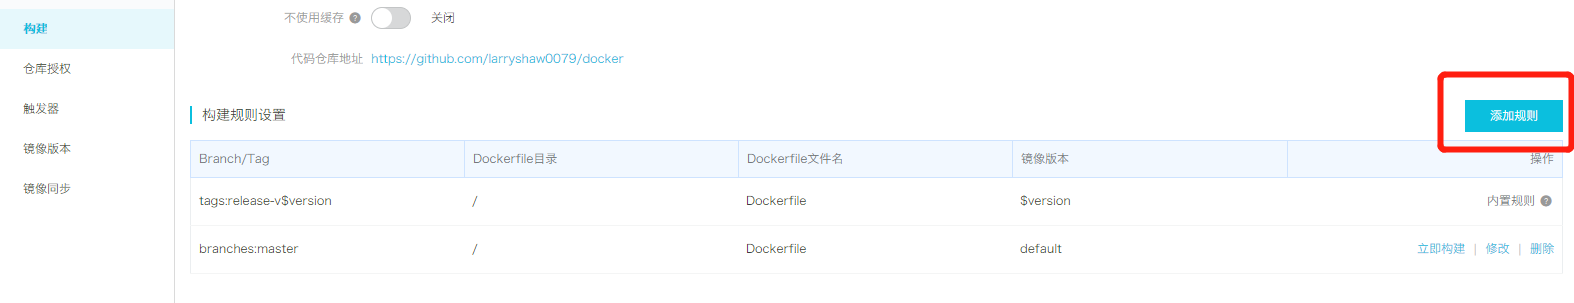 不使用缓存 ? 关闭
构建
代码仓库地址 https://github.com/larryshaw0079/docker
仓库授权
触发器
构建规则设置 添加规则
镜像版本
Branch/Tag Dockerfile目录 Dockerfile文件名 镜像版本 操作
镜像同步
tags:release-v$version / Dockerfile $version 内置规则 ?
branches:master / Dockerfile default 立即构建 | 修改 | 删除